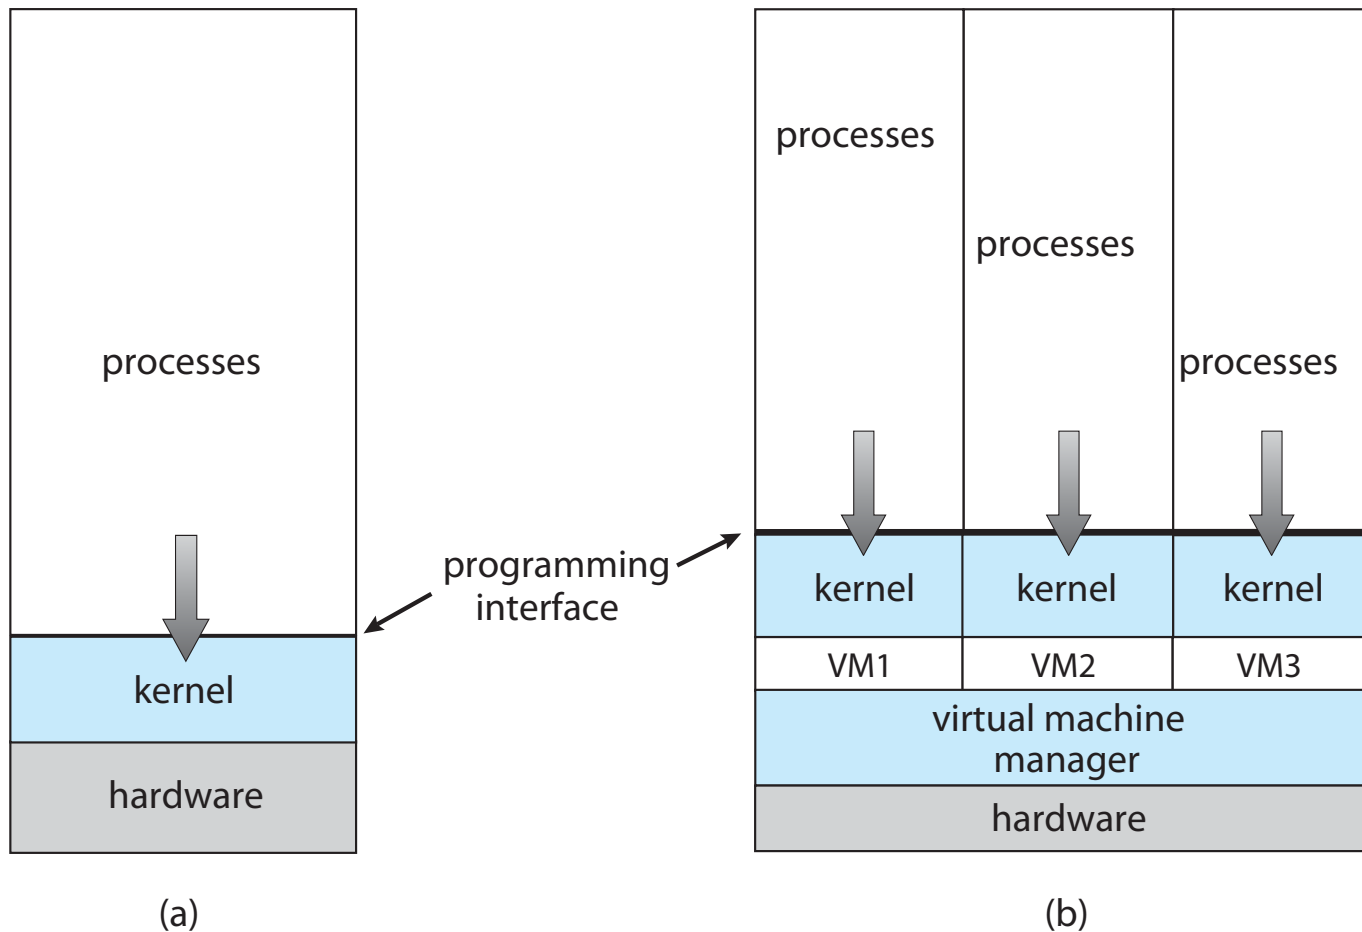 processes
kernel
hardware
(a)
programming
interface
processes
processes
processes
kernel
kernel
kernel
VM1
VM2
VM3
virtual machine
manager
hardware
(b)